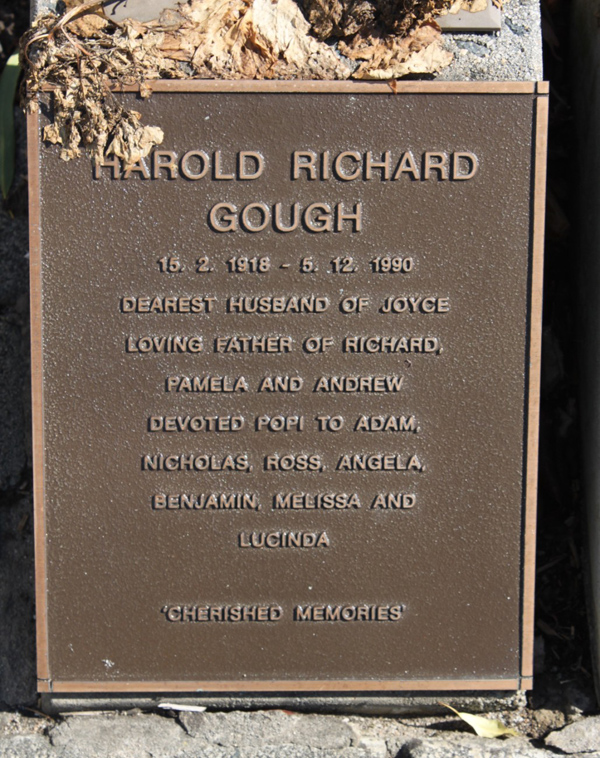 HAROLD RICHARD
GOUGH
15. 2. 1918 - 5. 12. 1990
DEAREST HUSBAND OF JOYCE
LOVING FATHER OF RICHARD,
PAMELA AND ANDREW
DEVOTED POPI TO ADAM,
NICHOLAS, ROSS, ANGELA,
BENJAMIN, MELISSA AND
LUCINDA
'CHERISHED MEMORIES'